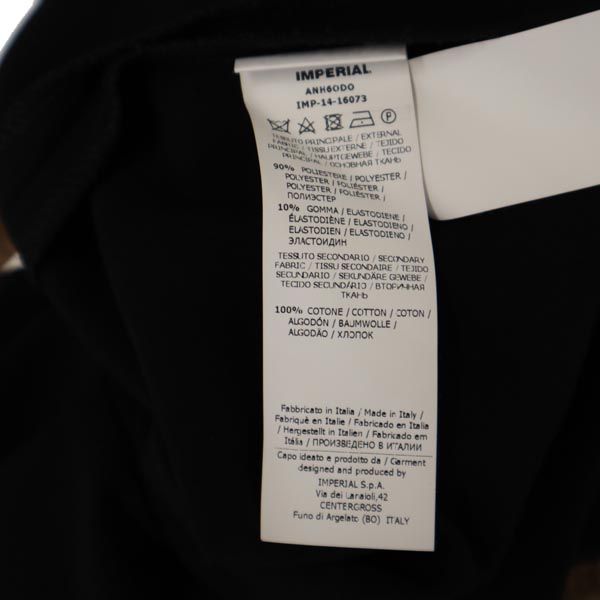 IMPERIAL
ANH6ODO
IMP-14-16073
TESSUTO PRINCIPALE / EXTERNAL
FABRIC / TISSU EXTERNE / TEJIDO
PRINCIPAL / HAUPTGEWEBE / TECIDO
PRINCIPAL / ОСНОВНАЯ ТКАНЬ
90% POLIESTERE / POLYESTER /
POLYESTER / POLYESTER /
POLYESTER / POLIÉSTER /
ПОЛИЭСТЕР
10% GOMMA / ELASTODIENE /
ÉLASTODIÈNE / ELASTODIENO /
ELASTODIEN / ELASTODIENO /
ЭЛАСТОДИЕН
TESSUTO SECONDARIO / SECONDARY
FABRIC / TISSU SECONDAIRE / TEJIDO
SECUNDARIO / SEKUNDÄRE GEWEBE /
TECIDO SECUNDÁRIO / ВТОРИЧНАЯ
ТКАНЬ
100% COTONE / COTTON / COTON /
ALGODÓN / BAUMWOLLE /
ALGODÃO / ХЛОПОК
Fabbricato in Italia / Made in Italy /
Fabriqué en Italie / Fabricado en Italia
/ Hergestellt in Italien / Fabricado em
Itália / ПРОИЗВЕДЕНО В ИТАЛИИ
Capo ideato e prodotto da / Garment
designed and produced by
IMPERIAL S.p.A.
Via dei Lanaioli,42
CENTERGROSS
Funo di Argelato (BO) ITALY